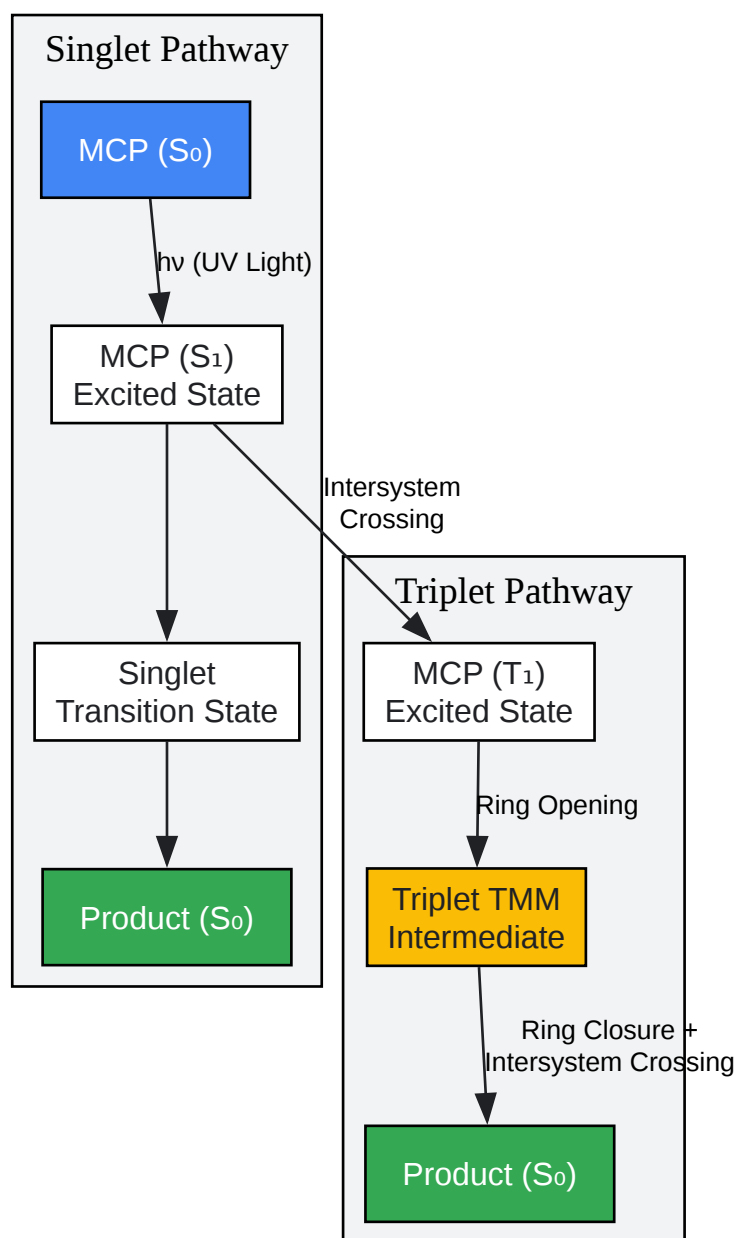 Singlet Pathway
MCP (S₀)
hν (UV Light)
MCP (S₁)
Excited State
Intersystem
Crossing
Triplet Pathway
Singlet
Transition State
MCP (T₁)
Excited State
Ring Opening
Product (S₀)
Triplet TMM
Intermediate
Ring Closure +
Intersystem Crossing
Product (S₀)